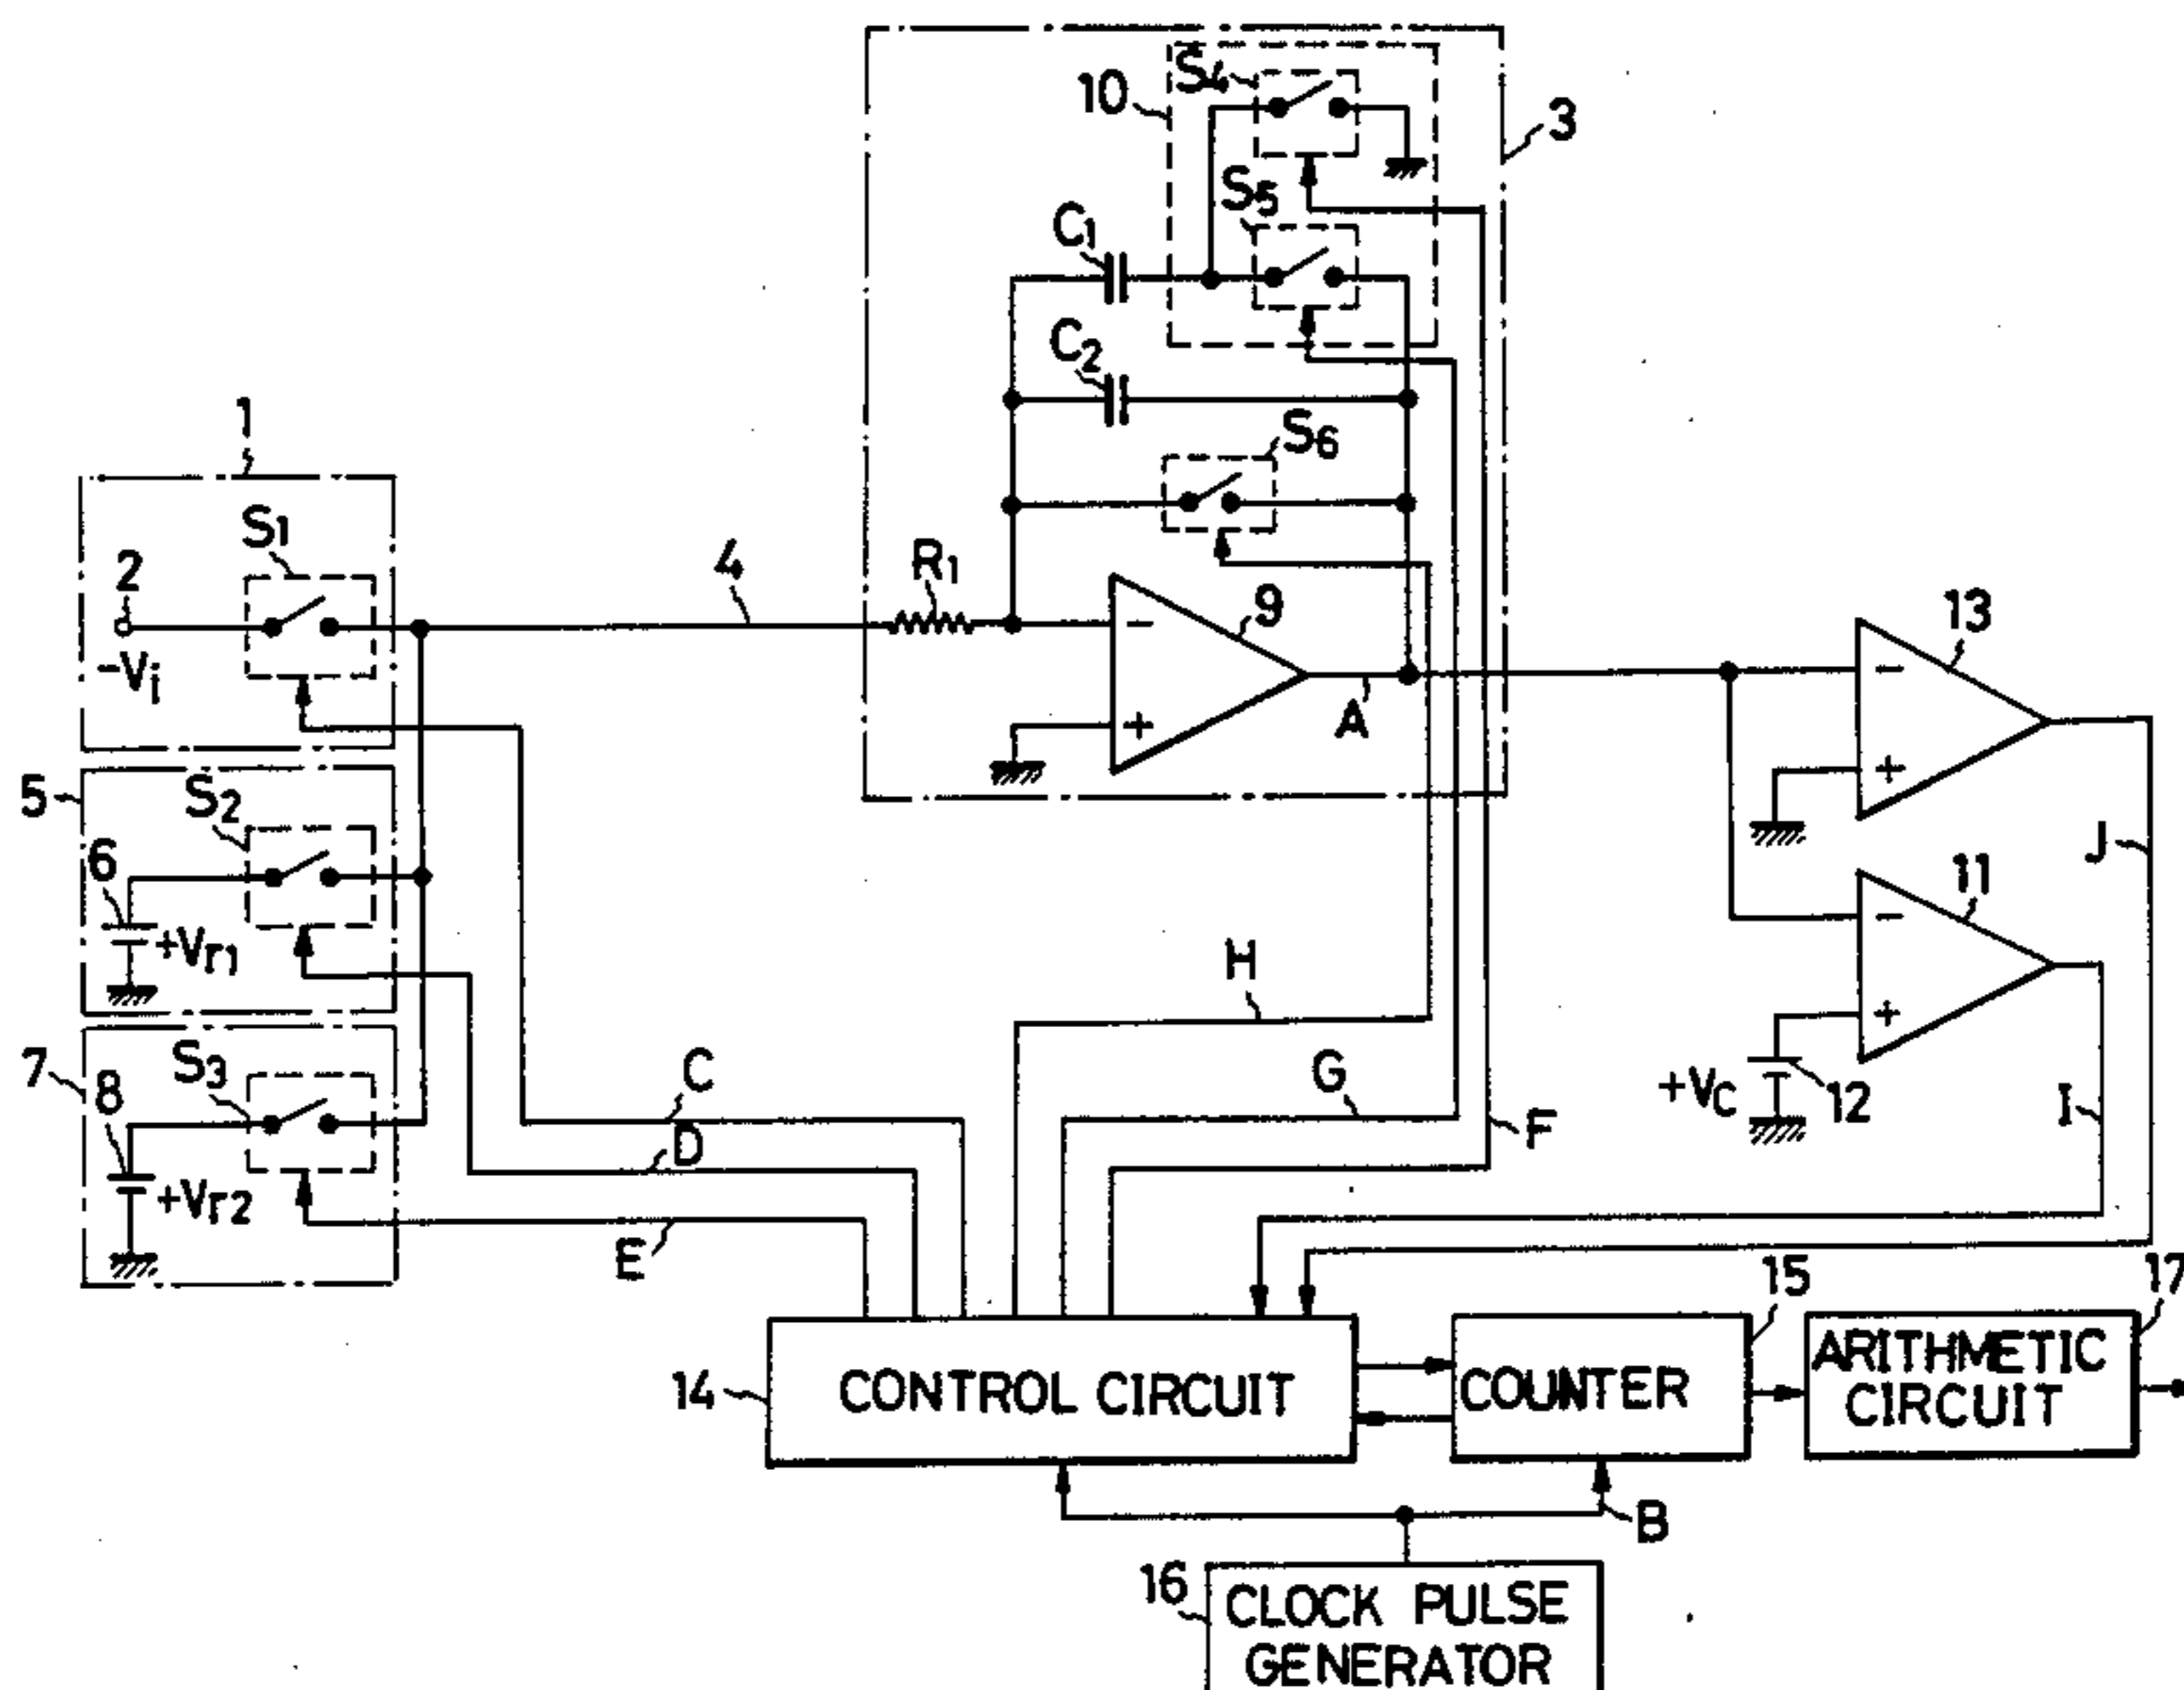 S4
10
3
S5
C1
C2
S6
1
S1
2
4
R1
9
13
-Vi
A
5
S2
6
+Vr1
J
11
H
7
S3
8
C
G
+Vc
12
I
D
F
+Vr2
E
15
17
14
CONTROL CIRCUIT
COUNTER
ARITHMETIC
CIRCUIT
B
16
CLOCK PULSE
GENERATOR